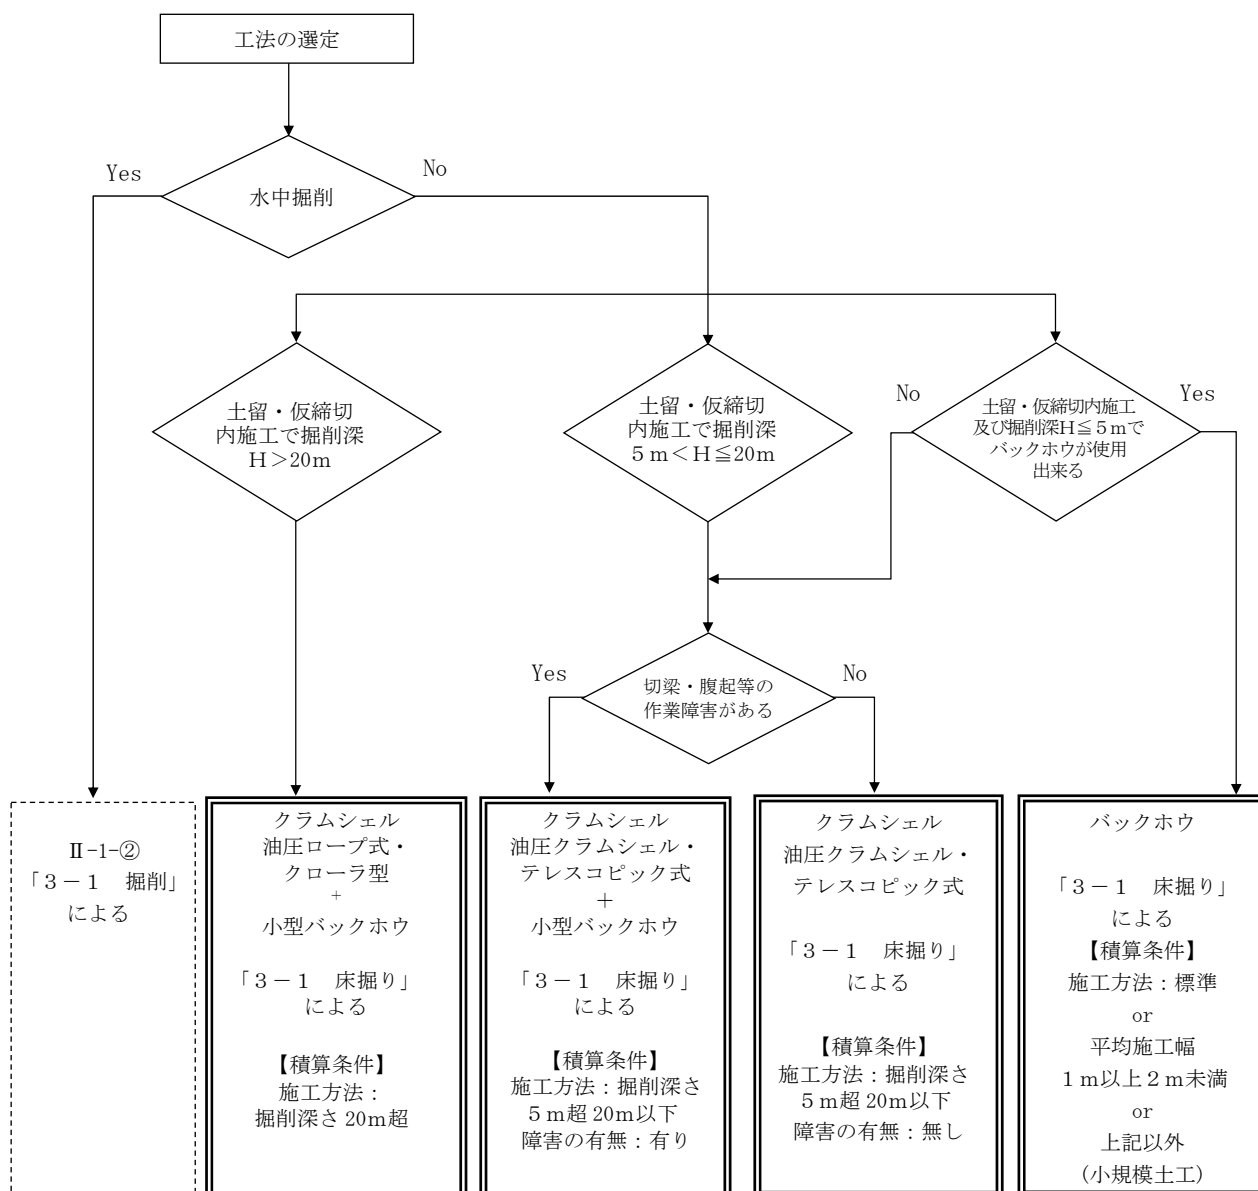 工法の選定
Yes
No
水中掘削
土留・仮締切
内施工で掘削深
H＞20m
土留・仮締切
内施工で掘削深
５ｍ＜Ｈ≦20m
No
Yes
土留・仮締切内施工
及び掘削深H≦５ｍで
バックホウが使用
出来る
Yes
No
切梁・腹起等の
作業障害がある
Ⅱ-1-②
「３－１　掘削」
による
クラムシェル
油圧ロープ式・
クローラ型
+
小型バックホウ
「３－１　床掘り」
による
【積算条件】
施工方法：
掘削深さ 20m超
クラムシェル
油圧クラムシェル・
テレスコピック式
＋
小型バックホウ
「３－１　床掘り」
による
【積算条件】
施工方法：掘削深さ
５ｍ超 20m以下
障害の有無：有り
クラムシェル
油圧クラムシェル・
テレスコピック式
「３－１　床掘り」
による
【積算条件】
施工方法：掘削深さ
５ｍ超 20m以下
障害の有無：無し
バックホウ
「３－１　床掘り」
による
【積算条件】
施工方法：標準
or
平均施工幅
１ｍ以上２ｍ未満
or
上記以外
(小規模土工)